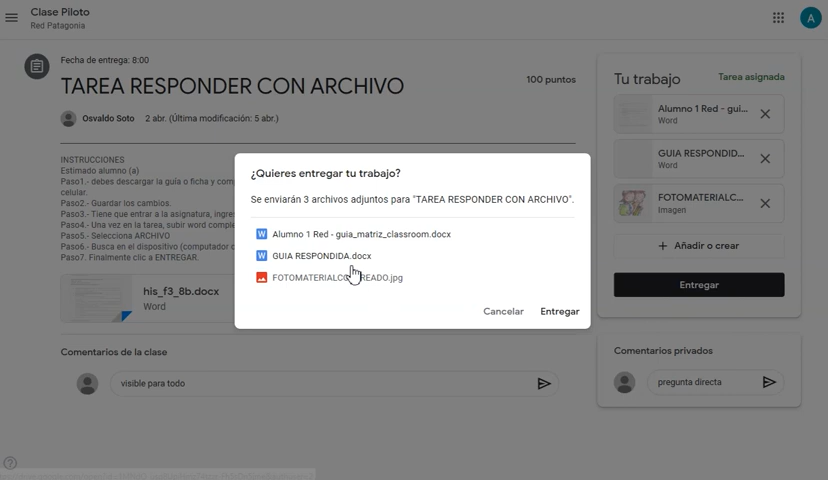 Clase Piloto
Red Patagonia
A
Fecha de entrega: 8:00
TAREA RESPONDER CON ARCHIVO
100 puntos
Osvaldo Soto 2 abr. (Última modificación: 5 abr.)
INSTRUCCIONES
Estimado alumno (a)
Paso1.- debes descargar la guía o ficha y
celular.
Paso2.- Guardar los cambios.
Paso3.- Tiene que entrar a la asignatura,
Paso4.- Una vez en la tarea, subir word
Paso5.- Selecciona ARCHIVO
Paso6.- Busca en el dispositivo (computador
Paso7. Finalmente clic a ENTREGAR.
his_f3_8b.docx
Word
Comentarios de la clase
visible para todo
¿Quieres entregar tu trabajo?
Se enviarán 3 archivos adjuntos para "TAREA RESPONDER CON ARCHIVO".
Alumno 1 Red - guia_matriz_classroom.docx
GUIA RESPONDIDA.docx
Cancelar Entregar
Tu trabajo Tarea asignada
Alumno 1 Red - gui...
Word
GUIA RESPONDID...
Word
FOTOMATERIALC...
Imagen
+ Añadir o crear
Entregar
Comentarios privados
pregunta directa